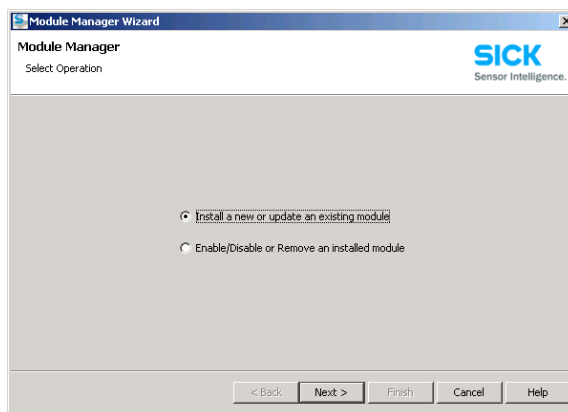 Module Manager Wizard
Module Manager
Select Operation
SICK
Sensor Intelligence.
Install a new or update an existing module
Enable/Disable or Remove an installed module
< Back Next > Finish Cancel Help